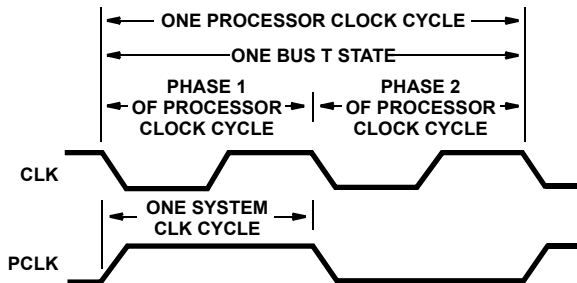 ONE PROCESSOR CLOCK CYCLE
ONE BUS T STATE
PHASE 1
OF PROCESSOR
CLOCK CYCLE
PHASE 2
OF PROCESSOR
CLOCK CYCLE
CLK
ONE SYSTEM
CLK CYCLE
PCLK